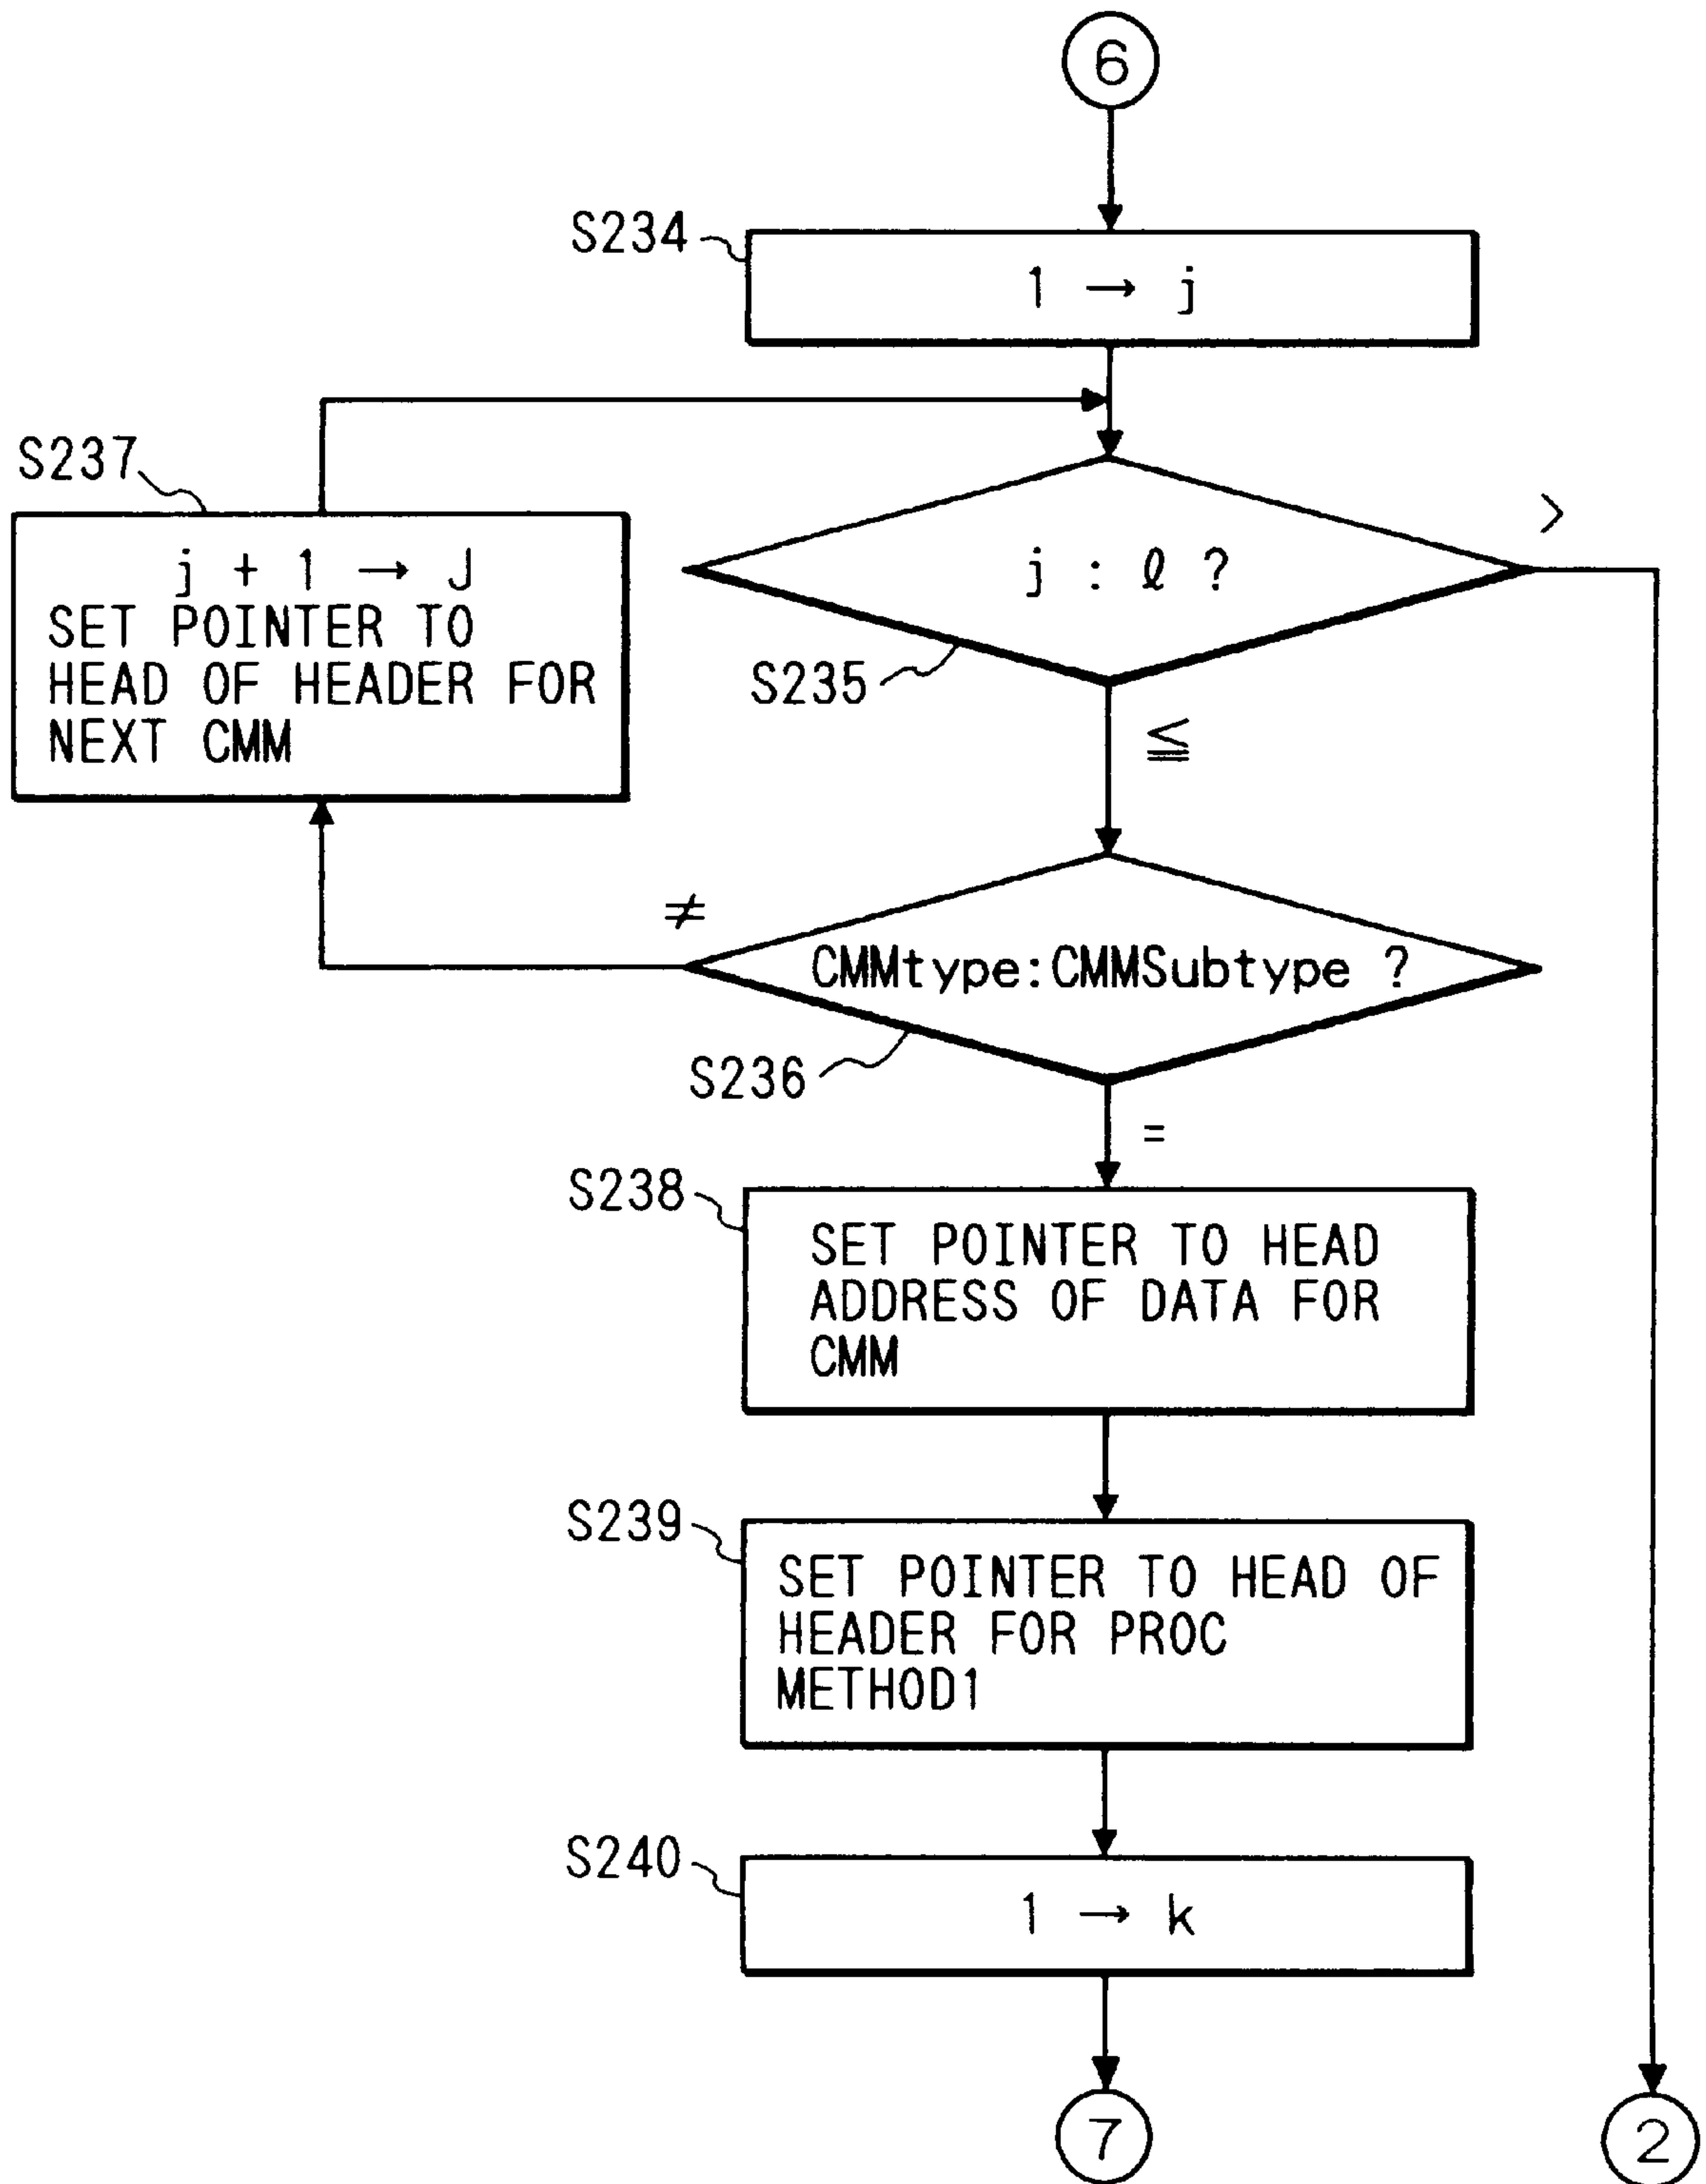 6
S234
1 → j
S237
j + 1 → J
SET POINTER TO
HEAD OF HEADER FOR
NEXT CMM
>
j : ℓ ?
S235
≦
≠
CMMtype:CMMSubtype ?
S236
=
S238
SET POINTER TO HEAD
ADDRESS OF DATA FOR
CMM
S239
SET POINTER TO HEAD OF
HEADER FOR PROC
METHOD1
S240
1 → k
7
2